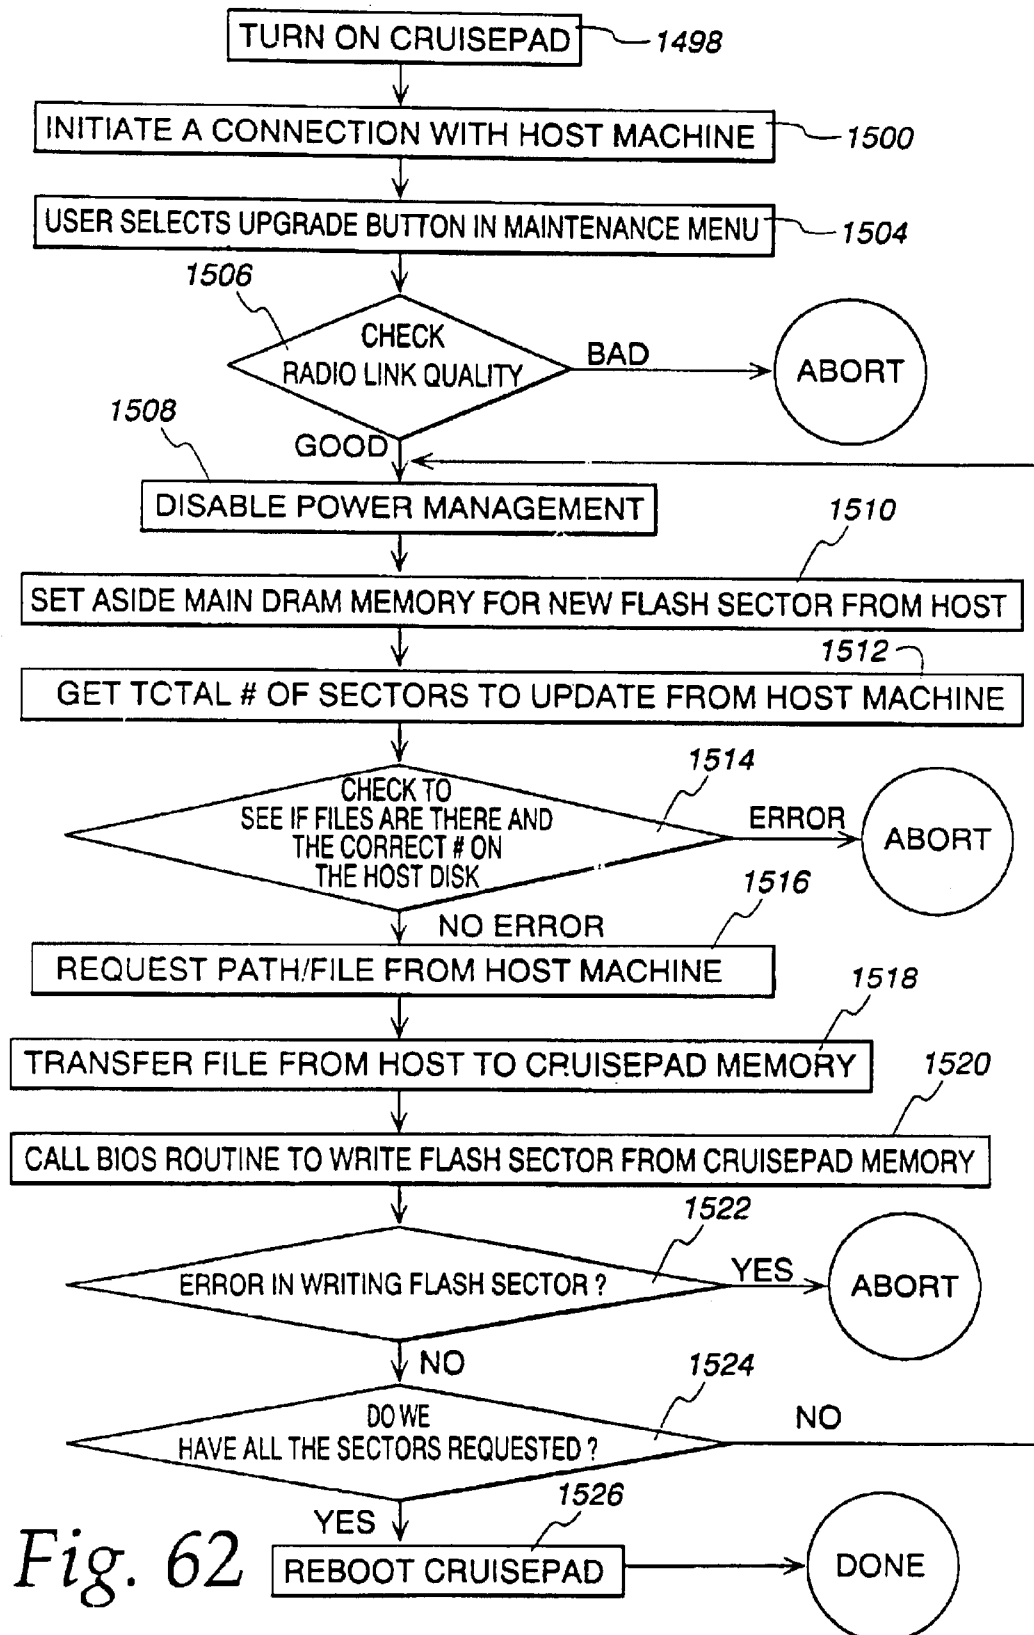 TURN ON CRUISEPAD
1498
INITIATE A CONNECTION WITH HOST MACHINE
1500
USER SELECTS UPGRADE BUTTON IN MAINTENANCE MENU
1504
1506
CHECK
RADIO LINK QUALITY
BAD
ABORT
1508
GOOD
DISABLE POWER MANAGEMENT
1510
SET ASIDE MAIN DRAM MEMORY FOR NEW FLASH SECTOR FROM HOST
1512
GET TCTAL # OF SECTORS TO UPDATE FROM HOST MACHINE
1514
CHECK TO
SEE IF FILES ARE THERE AND
THE CORRECT # ON
THE HOST DISK
ERROR
ABORT
1516
NO ERROR
REQUEST PATH/FILE FROM HOST MACHINE
1518
TRANSFER FILE FROM HOST TO CRUISEPAD MEMORY
1520
CALL BIOS ROUTINE TO WRITE FLASH SECTOR FROM CRUISEPAD MEMORY
1522
ERROR IN WRITING FLASH SECTOR ?
YES
ABORT
NO
1524
DO WE
HAVE ALL THE SECTORS REQUESTED ?
NO
YES
1526
REBOOT CRUISEPAD
DONE
Fig. 62